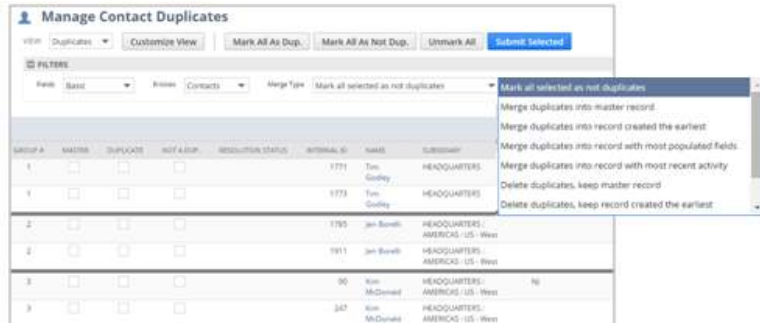 Manage Contact Duplicates
VIEW Duplicates Customize View Mark All As Dup. Mark All As Not Dup. Unmark All Submit Selected
FILTERS
Fields Basic Entries Contacts Merge Type Mark all selected as not duplicates
Mark all selected as not duplicates
Merge duplicates into master record
Merge duplicates into record created the earliest
Merge duplicates into record with most populated fields
Merge duplicates into record with most recent activity
Delete duplicates, keep master record
Delete duplicates, keep record created the earliest
GROUP # MASTER DUPLICATE NOT A DUP. RESOLUTION STATUS INTERNAL ID NAME SUBSIDIARY
1 1771 Tim HEADQUARTERS
Godley
1 1773 Tim HEADQUARTERS
Godley
2 1785 Jen Borelli HEADQUARTERS :
AMERICAS : US - West
2 1911 Jen Borelli HEADQUARTERS :
AMERICAS : US - West
3 90 Kim HEADQUARTERS : NJ
McDonald AMERICAS : US - West
3 247 Kim HEADQUARTERS :
McDonald AMERICAS : US - West